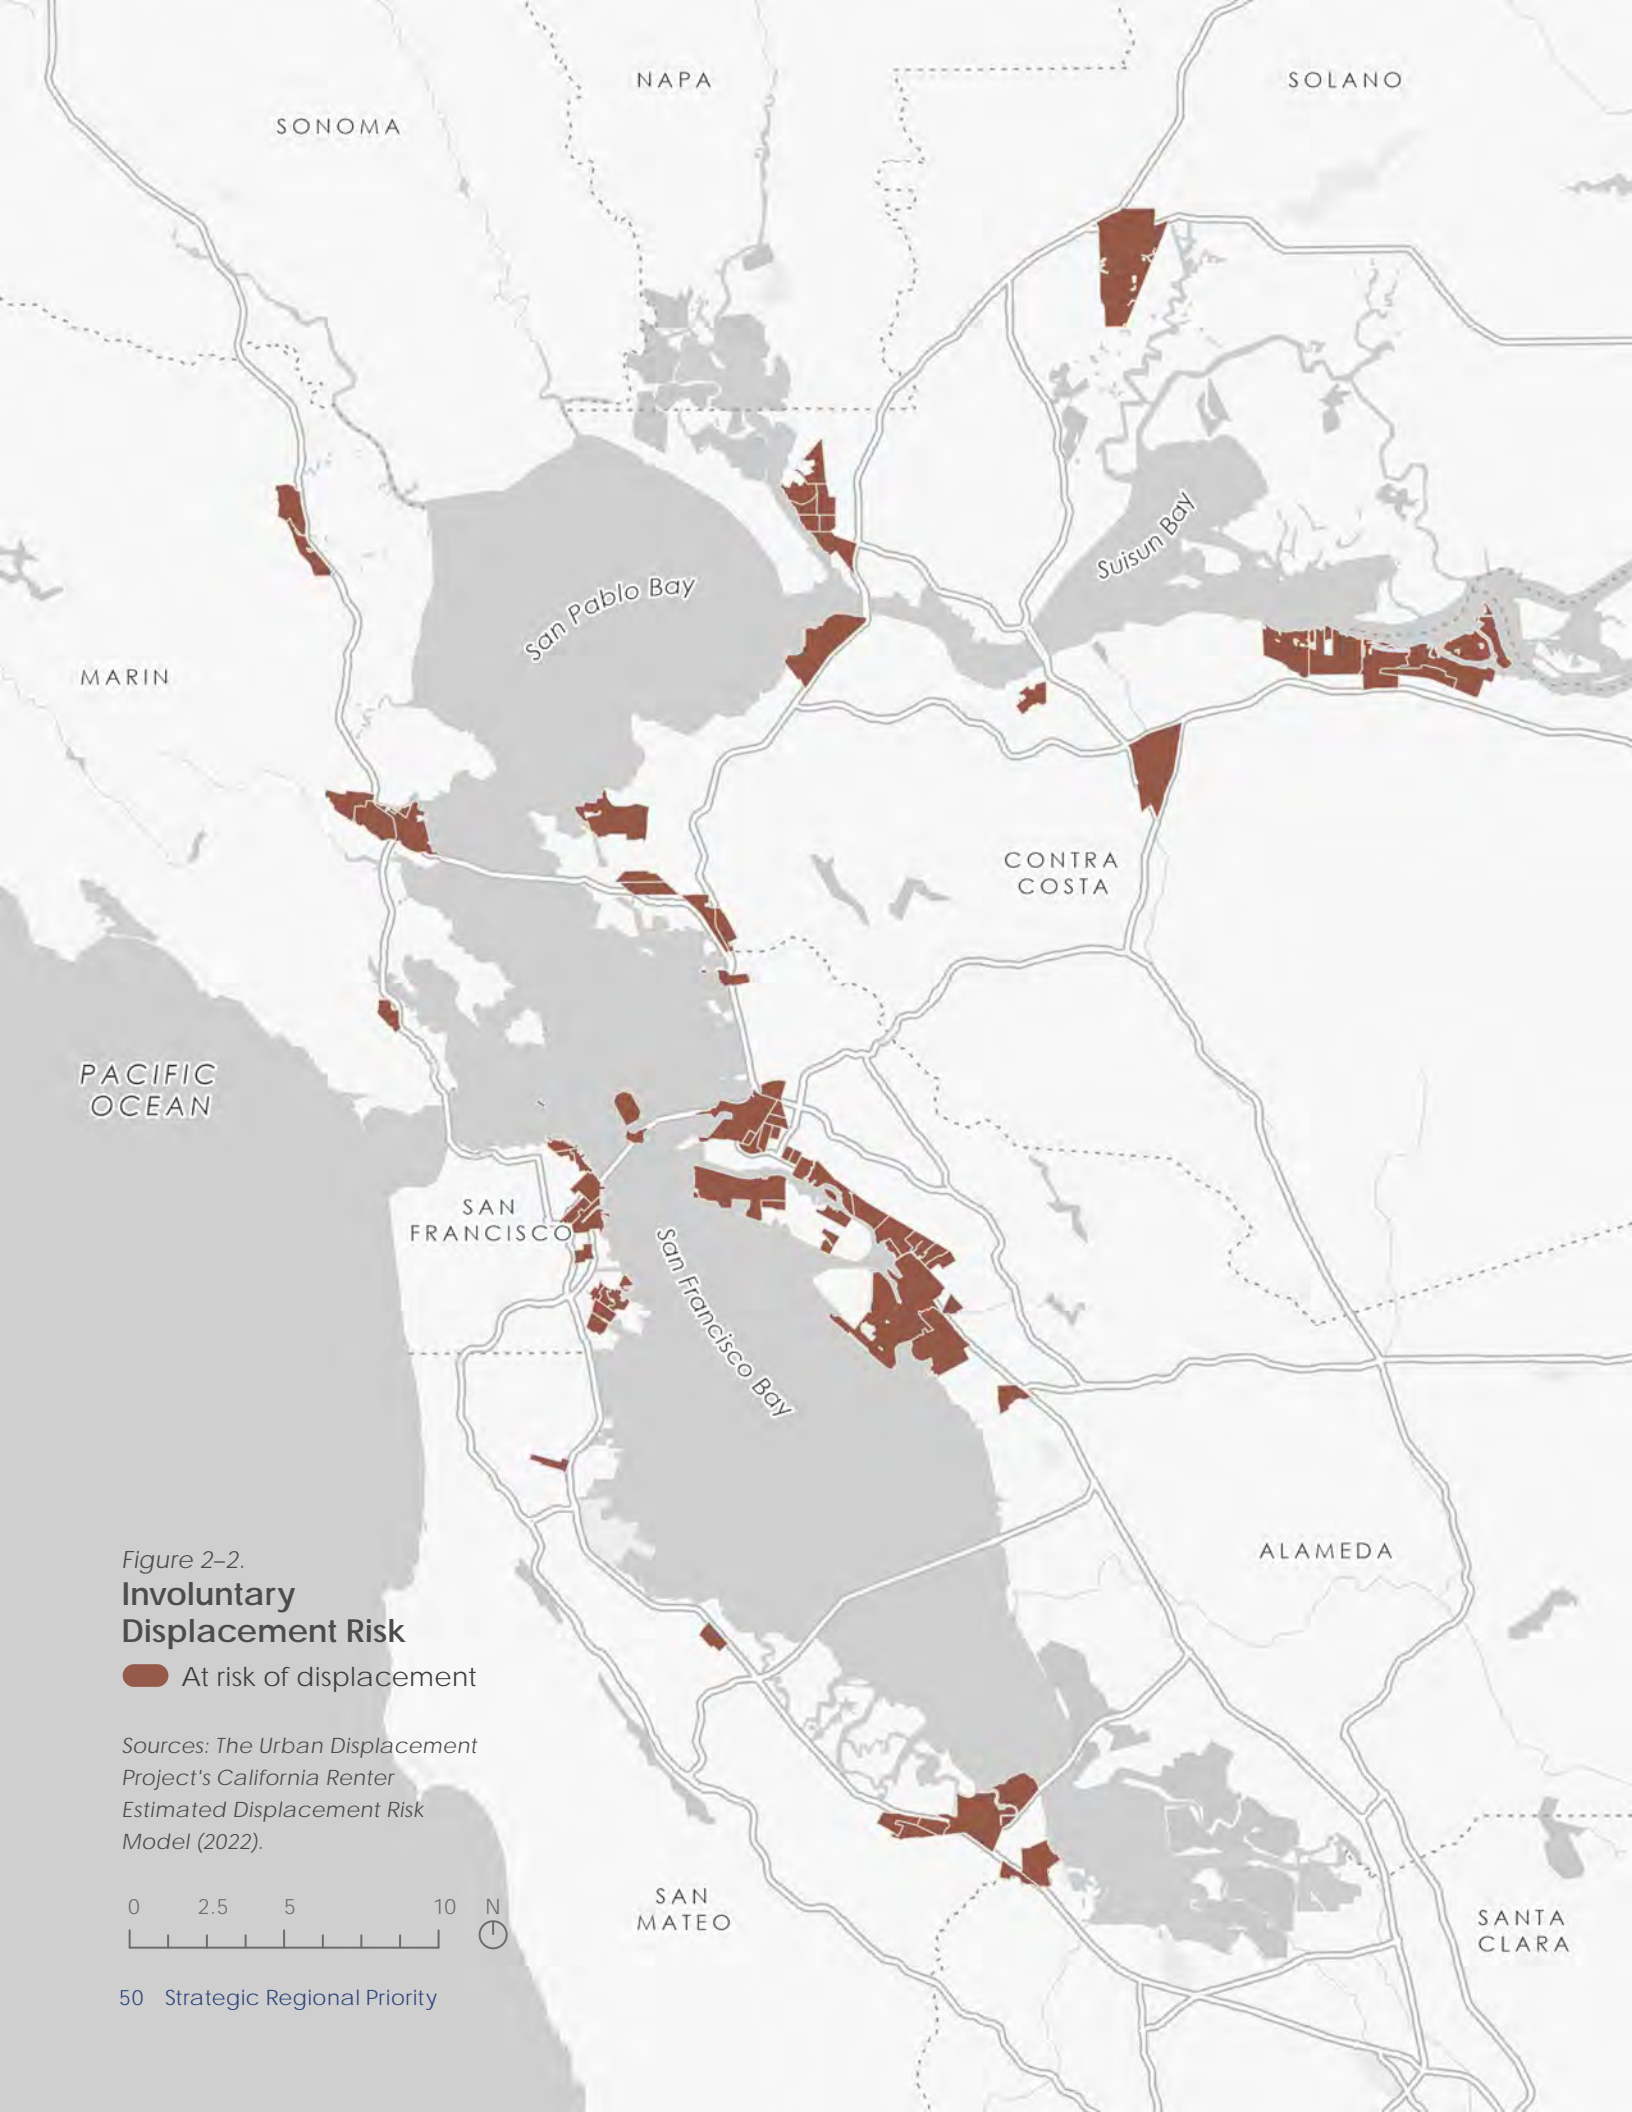 NAPA
SOLANO
SONOMA
Suisun Bay
San Pablo Bay
MARIN
CONTRA
COSTA
PACIFIC
OCEAN
SAN
FRANCISCO
San Francisco Bay
ALAMEDA
Figure 2–2.
Involuntary
Displacement Risk
At risk of displacement
Sources: The Urban Displacement
Project's California Renter
Estimated Displacement Risk
Model (2022).
0 2.5 5 10 N
SAN
MATEO
SANTA
CLARA
50 Strategic Regional Priority